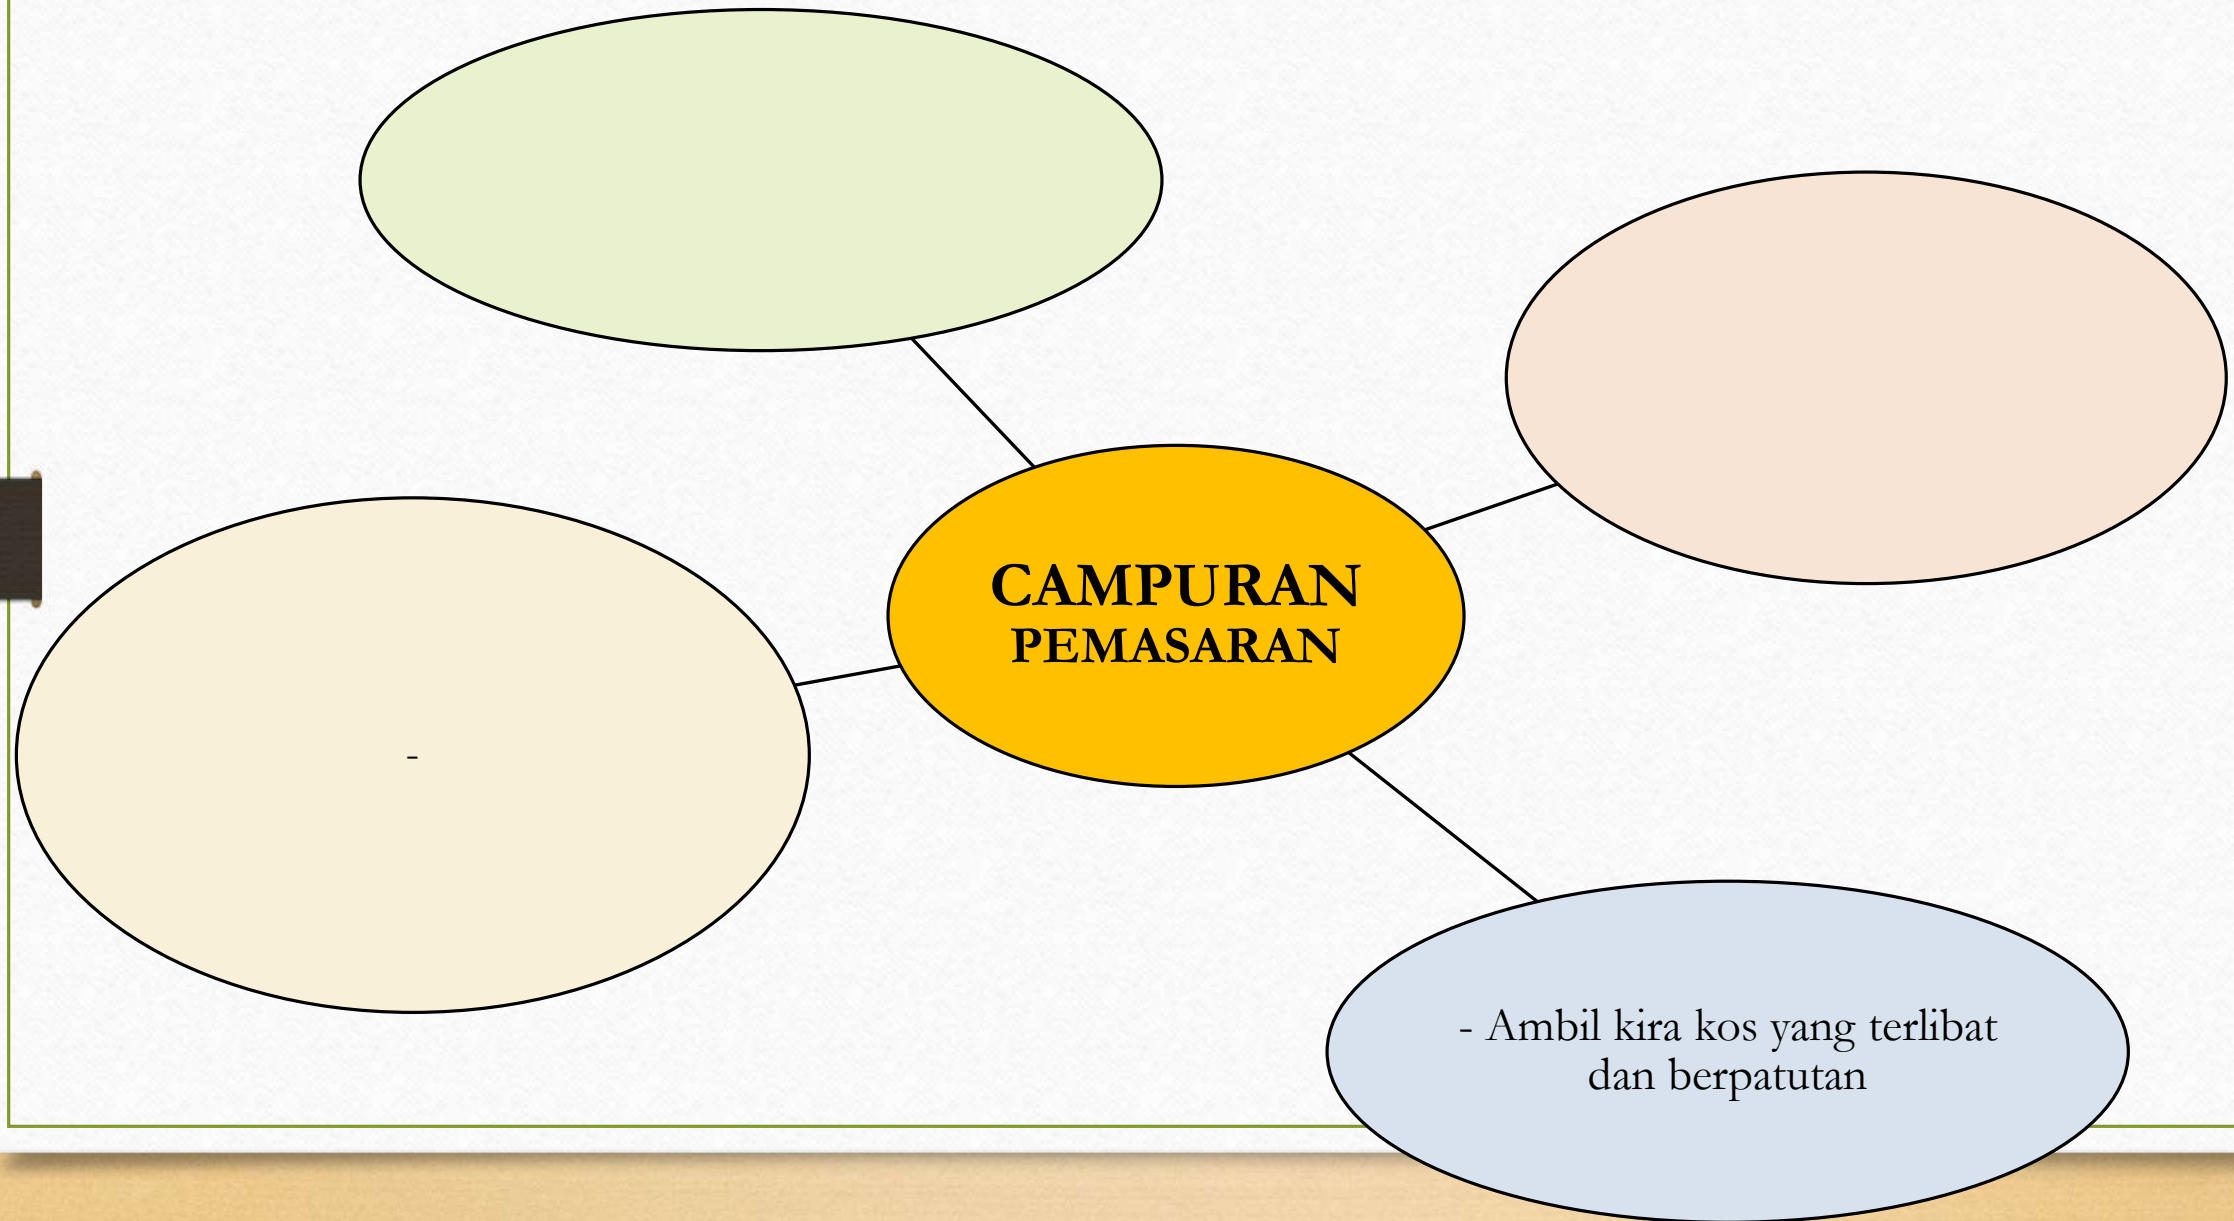 CAMPURAN
PEMASARAN
-
- Ambil kira kos yang terlibat
dan berpatutan